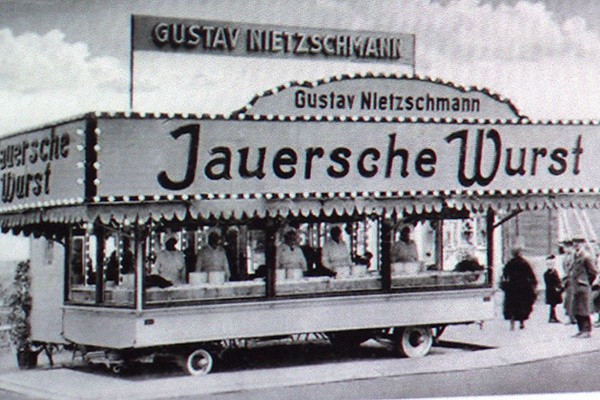 GUSTAV NIETZSCHMANN
Gustav Nietzschmann
Jauersche Wurst
auersche
Wurst